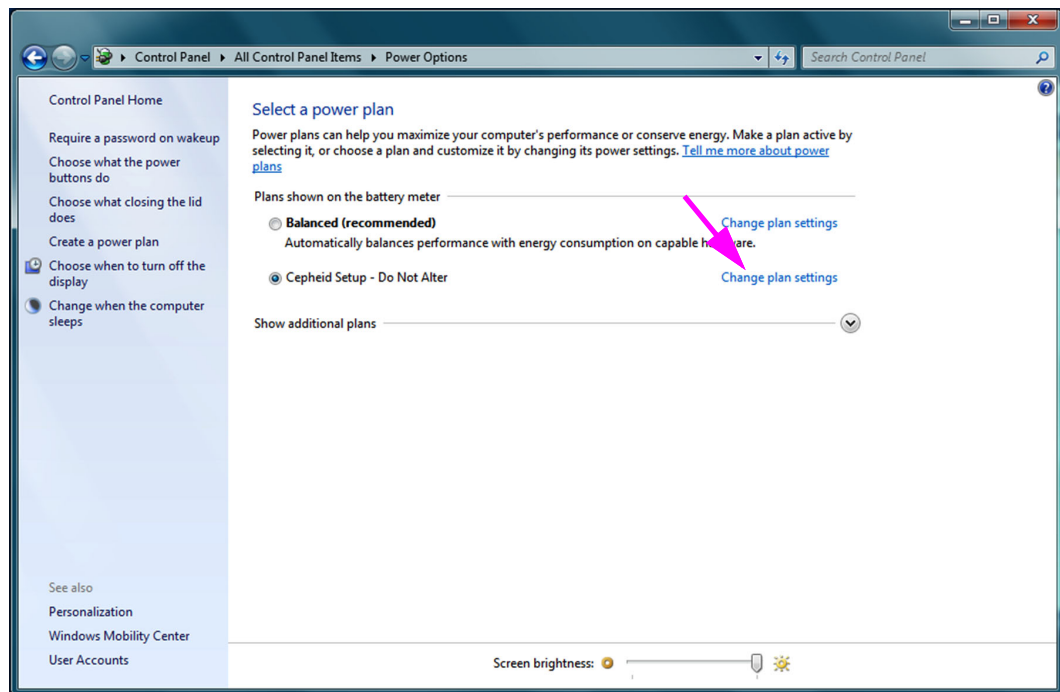 Control Panel ▸ All Control Panel Items ▸ Power Options
Search Control Panel
Control Panel Home
Require a password on wakeup
Choose what the power
buttons do
Choose what closing the lid
does
Create a power plan
Choose when to turn off the
display
Change when the computer
sleeps
See also
Personalization
Windows Mobility Center
User Accounts
Select a power plan
Power plans can help you maximize your computer's performance or conserve energy. Make a plan active by
selecting it, or choose a plan and customize it by changing its power settings. Tell me more about power
plans
Plans shown on the battery meter
Balanced (recommended) Change plan settings
Automatically balances performance with energy consumption on capable h ware.
Cepheid Setup - Do Not Alter Change plan settings
Show additional plans
Screen brightness: